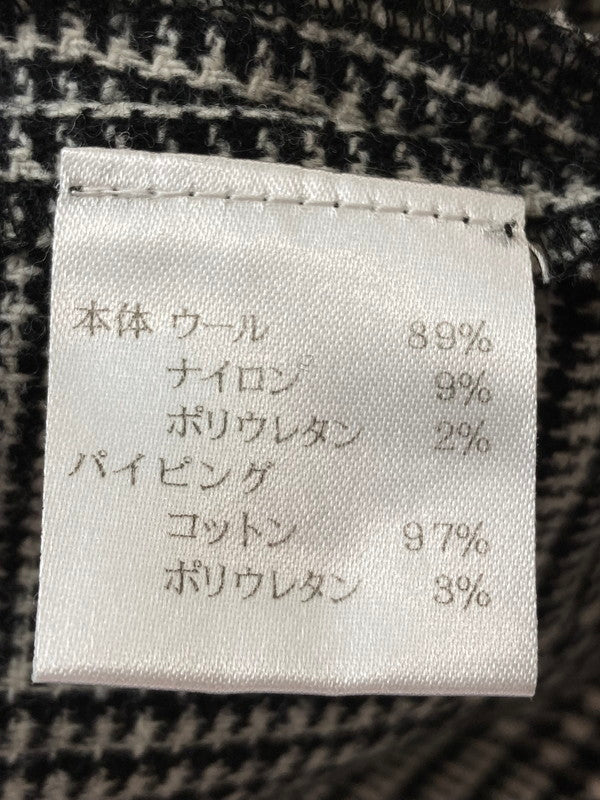 本体 ウール 89%
ナイロン 9%
ポリウレタン 2%
パイピング
コットン 97%
ポリウレタン 3%